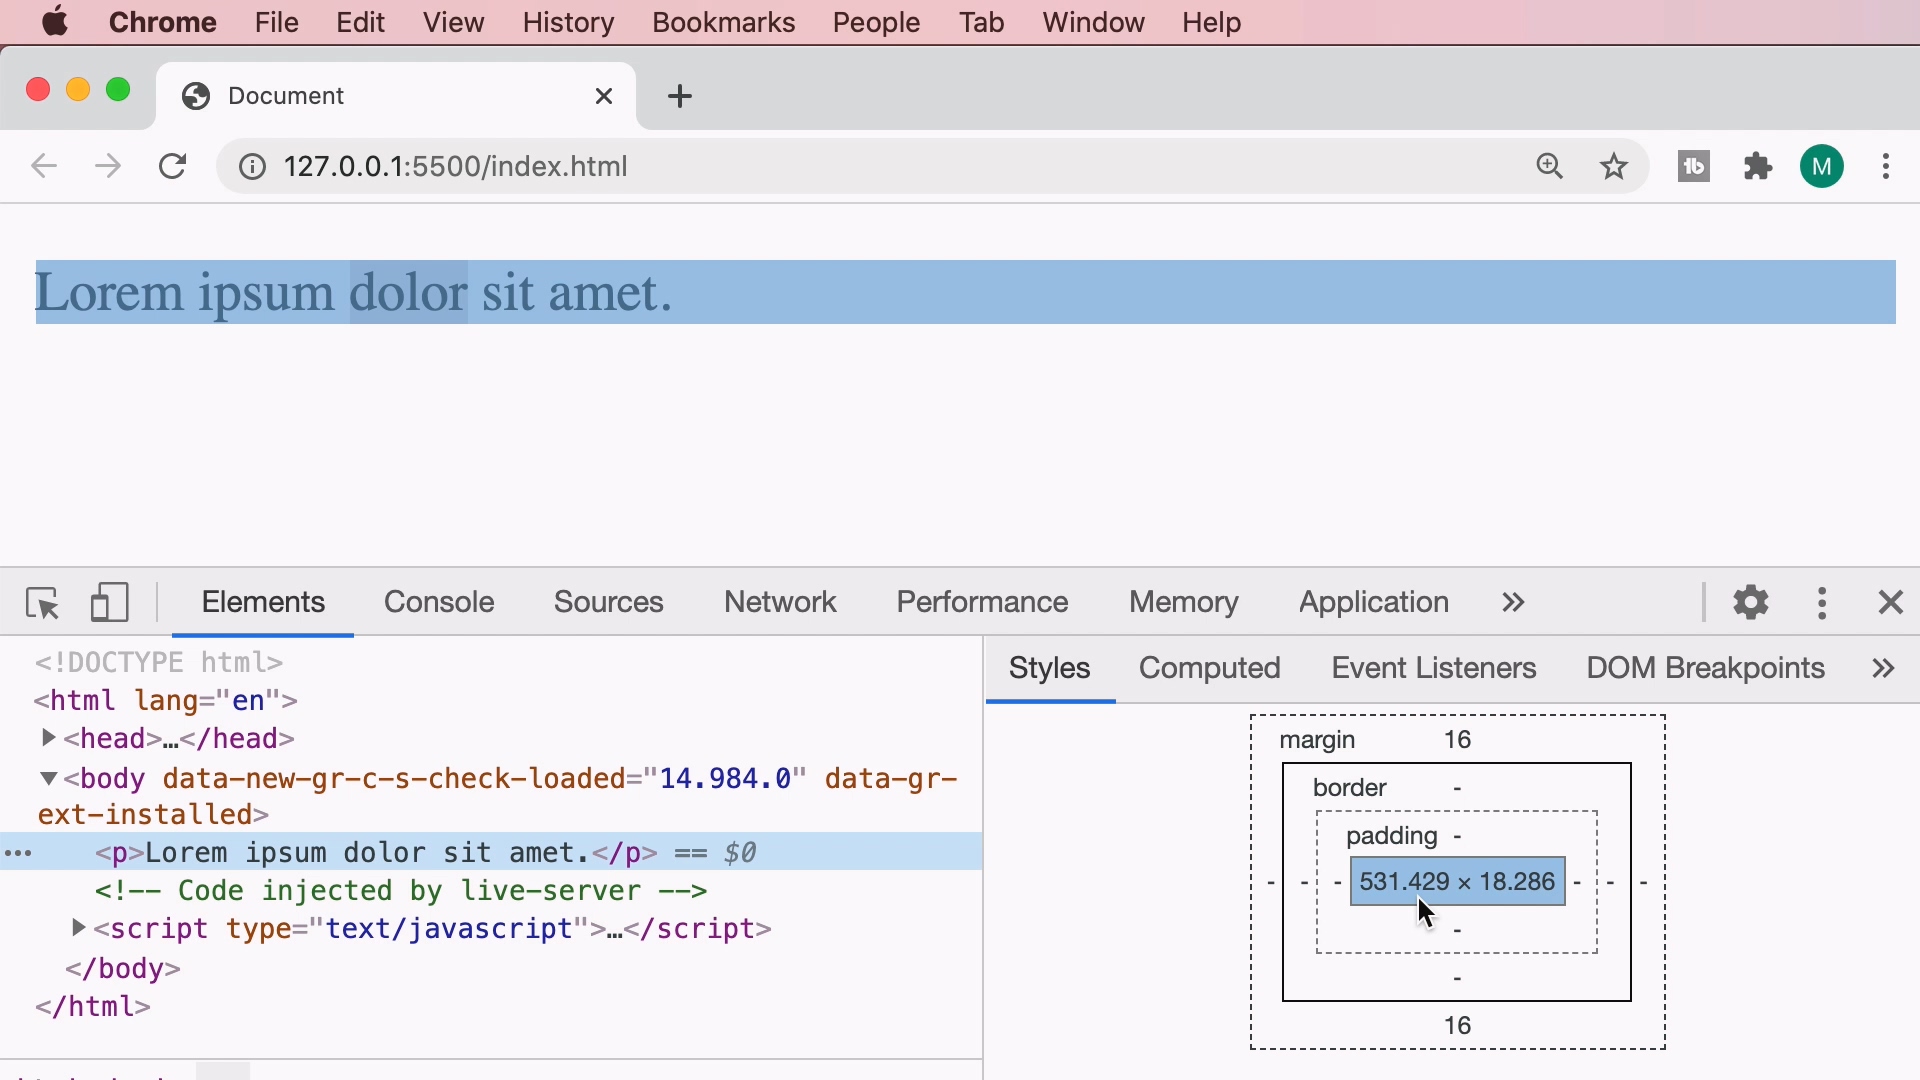 Chrome File Edit View History Bookmarks People Tab Window Help
Document
127.0.0.1:5500/index.html
M
Lorem ipsum dolor sit amet.
Elements Console Sources Network Performance Memory Application »
<!DOCTYPE html>
<html lang="en">
<head>…</head>
<body data-new-gr-c-s-check-loaded="14.984.0" data-gr-
ext-installed>
<p>Lorem ipsum dolor sit amet.</p> == $0
<!-- Code injected by live-server -->
<script type="text/javascript">…</script>
</body>
</html>
Styles Computed Event Listeners DOM Breakpoints »
margin 16
border -
padding -
- - - 531.429 × 18.286 - - -
-
-
16